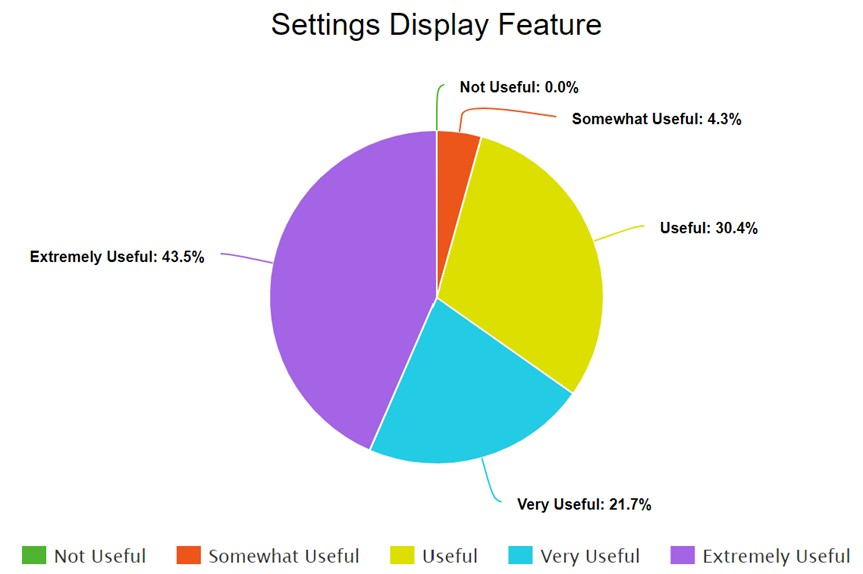 Settings Display Feature
Not Useful: 0.0%
Somewhat Useful: 4.3%
Useful: 30.4%
Extremely Useful: 43.5%
Very Useful: 21.7%
Not Useful Somewhat Useful Useful Very Useful Extremely Useful